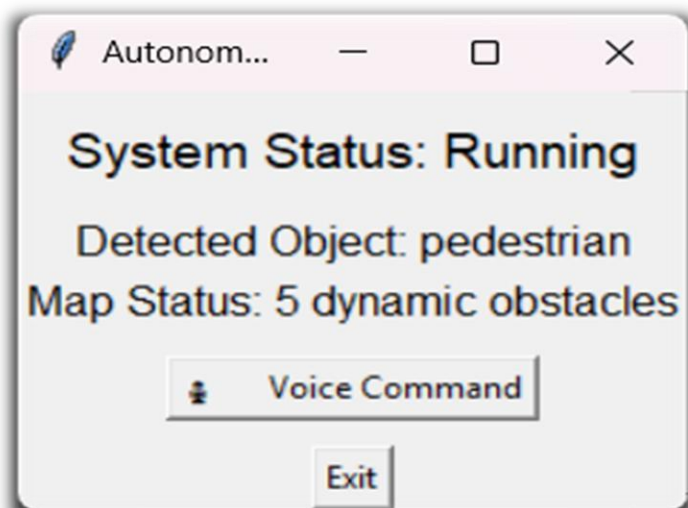 Autonom...
System Status: Running
Detected Object: pedestrian
Map Status: 5 dynamic obstacles
Voice Command
Exit